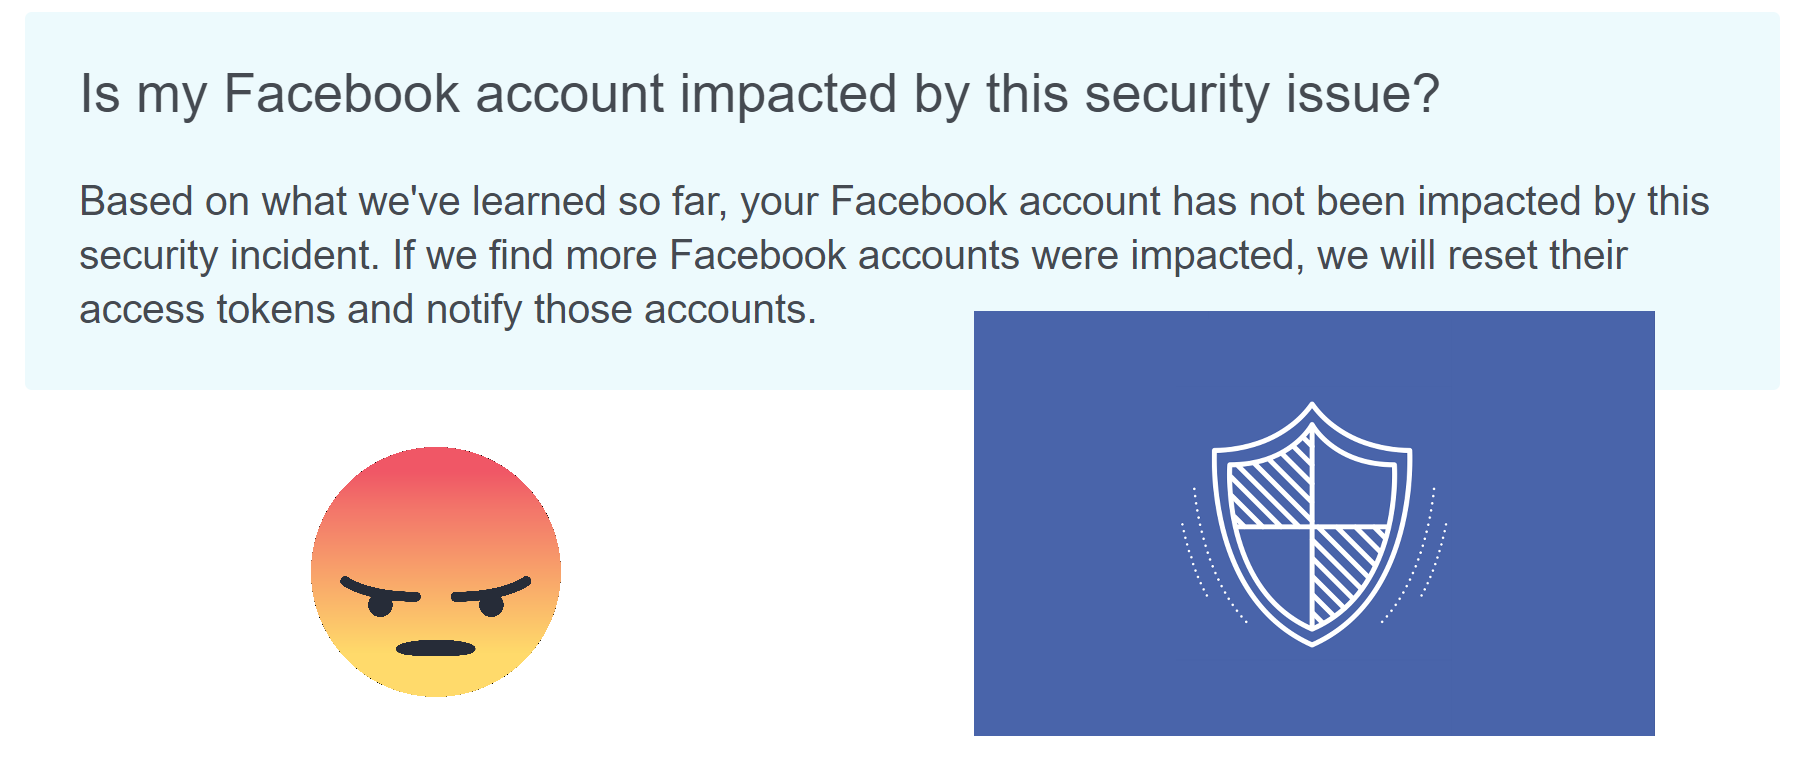 Is my Facebook account impacted by this security issue?
Based on what we've learned so far, your Facebook account has not been impacted by this
security incident. If we find more Facebook accounts were impacted, we will reset their
access tokens and notify those accounts.